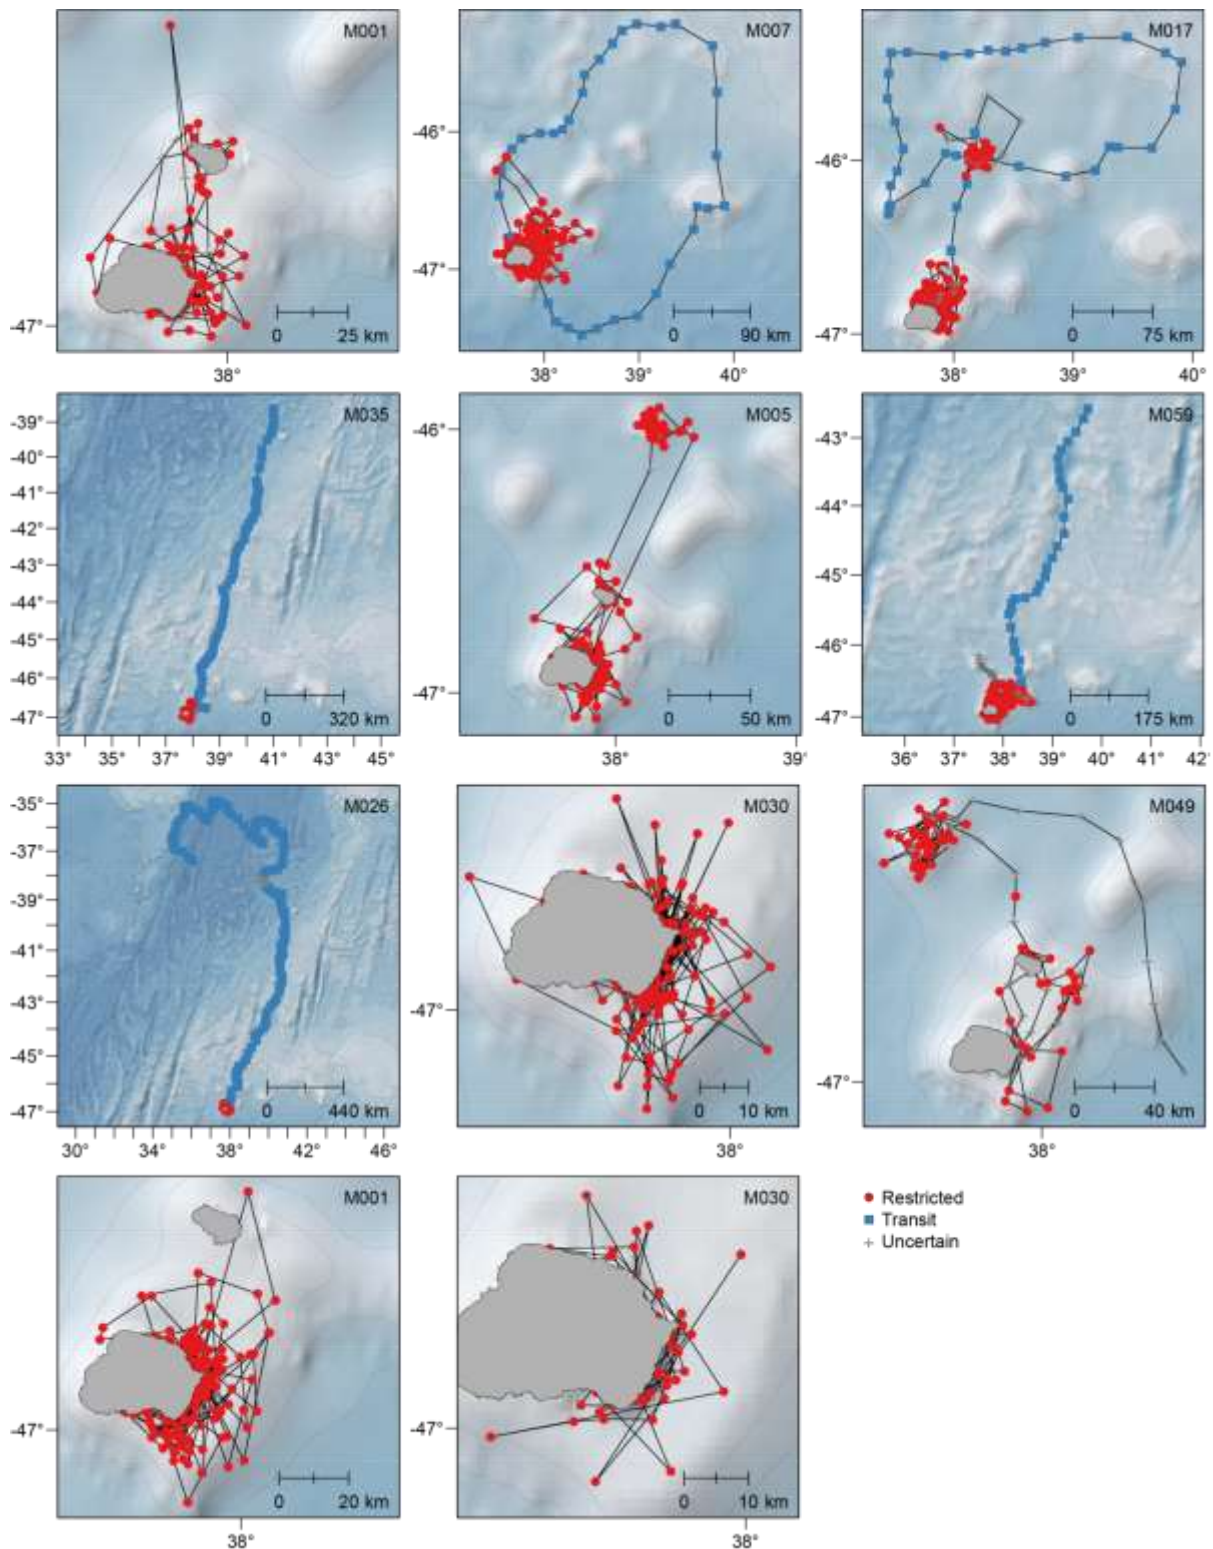 M001
-47°
0 25 km
38°
M007
-46°
-47°
0 90 km
38° 39° 40°
M017
-46°
-47°
0 75 km
38° 39° 40°
M035
-39°
-40°
-41°
-42°
-43°
-44°
-45°
-46°
-47°
0 320 km
33° 35° 37° 39° 41° 43° 45°
M005
-46°
-47°
0 50 km
38° 39°
M059
-43°
-44°
-45°
-46°
-47°
0 175 km
36° 37° 38° 39° 40° 41° 42°
M026
-35°
-37°
-39°
-41°
-43°
-45°
-47°
0 440 km
30° 34° 38° 42° 46°
M030
-47°
0 10 km
38°
M049
-47°
0 40 km
38°
M001
-47°
0 20 km
38°
M030
-47°
0 10 km
38°
Restricted
Transit
Uncertain